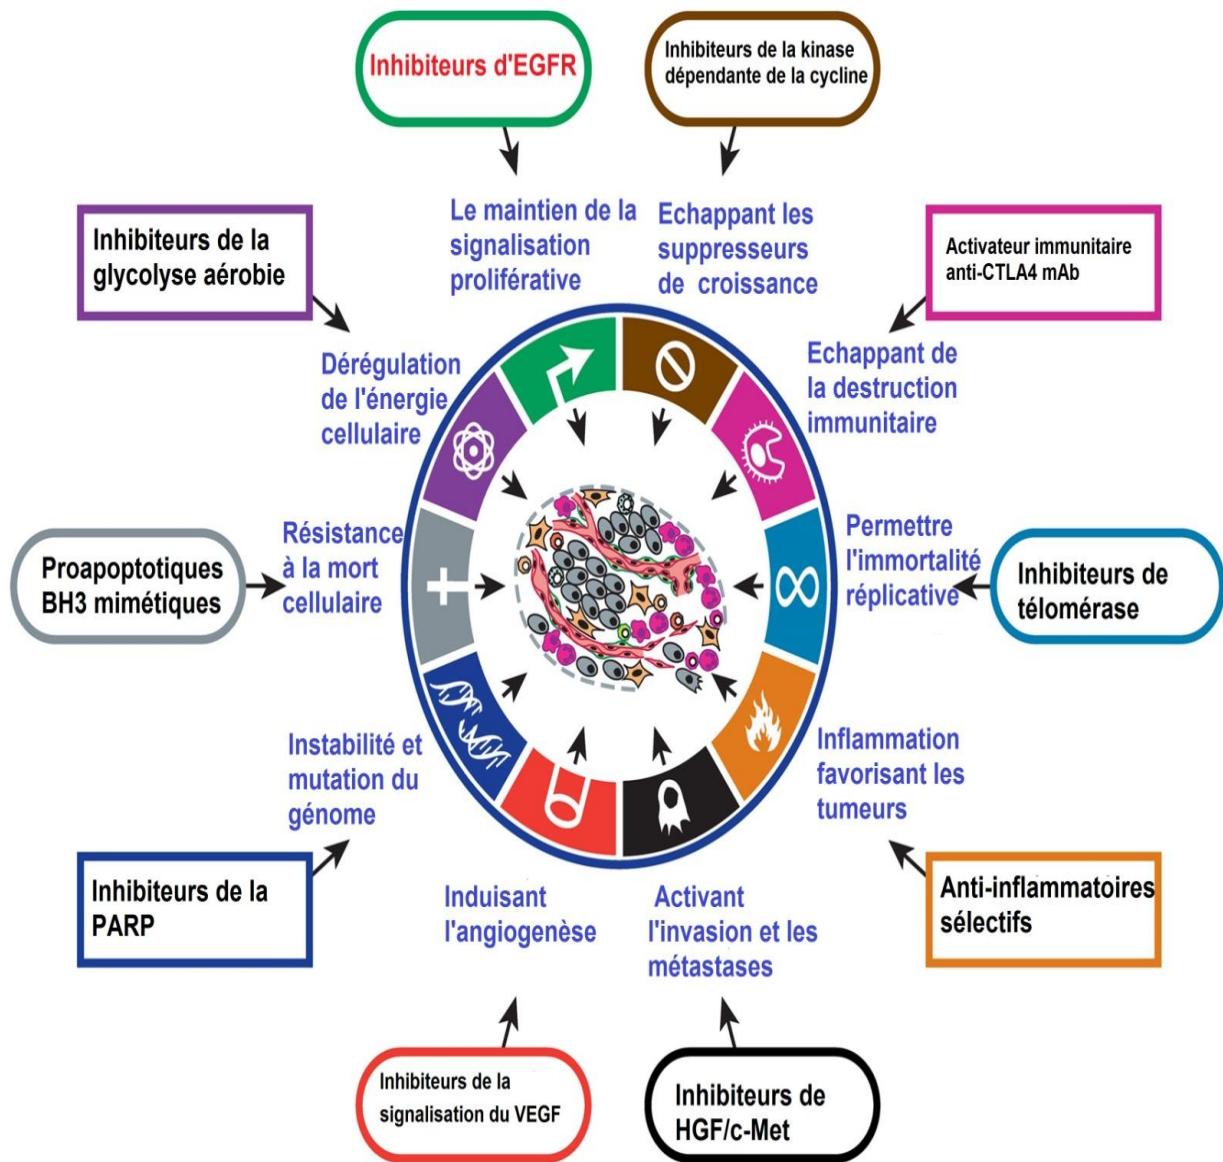 Inhibiteurs d'EGFR
Inhibiteurs de la kinase
dépendante de la cycline
Le maintien de la
signalisation
proliférative
Echappant les
suppresseurs
de croissance
Inhibiteurs de la
glycolyse aérobie
Activateur immunitaire
anti-CTLA4 mAb
Dérégulation
de l'énergie
cellulaire
Echappant de
la destruction
immunitaire
Proapoptotiques
BH3 mimétiques
Résistance
à la mort
cellulaire
Permettre
l'immortalité
réplicative
Inhibiteurs de
télomérase
Instabilité et
mutation du
génome
Inflammation
favorisant les
tumeurs
Inhibiteurs de la
PARP
Induisant
l'angiogenèse
Activant
l'invasion et les
métastases
Anti-inflammatoires
sélectifs
Inhibiteurs de la
signalisation du VEGF
Inhibiteurs de
HGF/c-Met